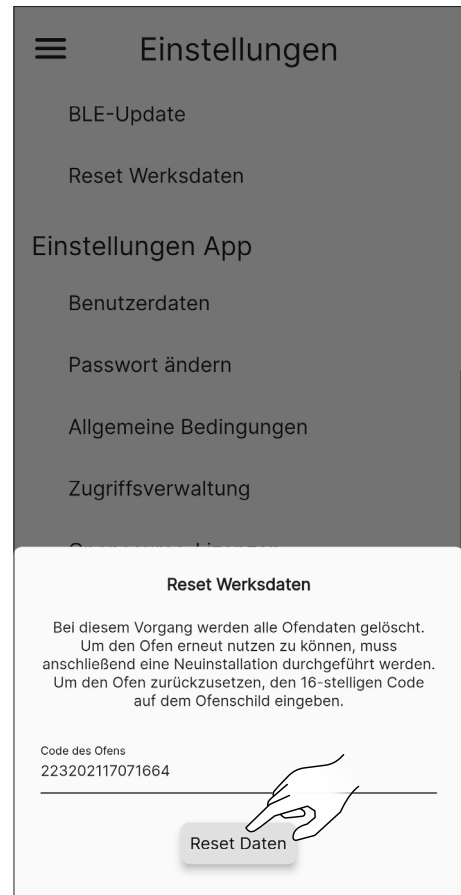 Einstellungen
BLE-Update
Reset Werksdaten
Einstellungen App
Benutzerdaten
Passwort ändern
Allgemeine Bedingungen
Zugriffsverwaltung
Reset Werksdaten
Bei diesem Vorgang werden alle Ofendaten gelöscht.
Um den Ofen erneut nutzen zu können, muss
anschließend eine Neuinstallation durchgeführt werden.
Um den Ofen zurückzusetzen, den 16-stelligen Code
auf dem Ofenschild eingeben.
Code des Ofens
223202117071664
Reset Daten